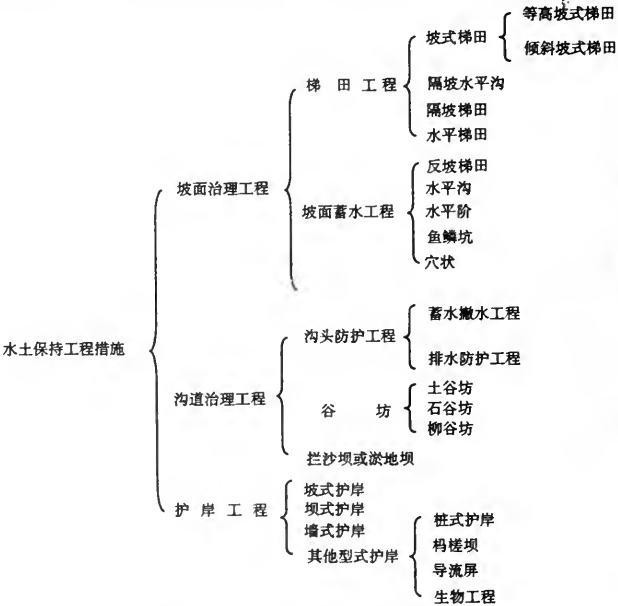 等高坡式梯田
坡式梯田
倾斜坡式梯田
梯田工程
隔坡水平沟
隔坡梯田
水平梯田
坡面治理工程
反坡梯田
水平沟
坡面蓄水工程
水平阶
鱼鳞坑
穴状
水土保持工程措施
蓄水撇水工程
沟头防护工程
排水防护工程
沟道治理工程
土谷坊
谷坊
石谷坊
柳谷坊
拦沙坝或淤地坝
护岸工程
坡式护岸
坝式护岸
墙式护岸
其他型式护岸
桩式护岸
杩槎坝
导流屏
生物工程